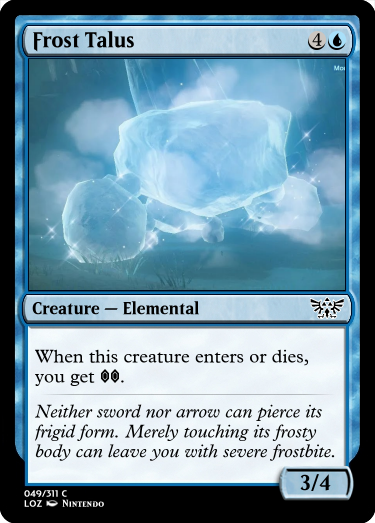 Frost Talus 4
Creature — Elemental
When this creature enters or dies,
you get.
Neither sword nor arrow can pierce its
frigid form. Merely touching its frosty
body can leave you with severe frostbite.
3/4
049/311 C
LOZ Nintendo